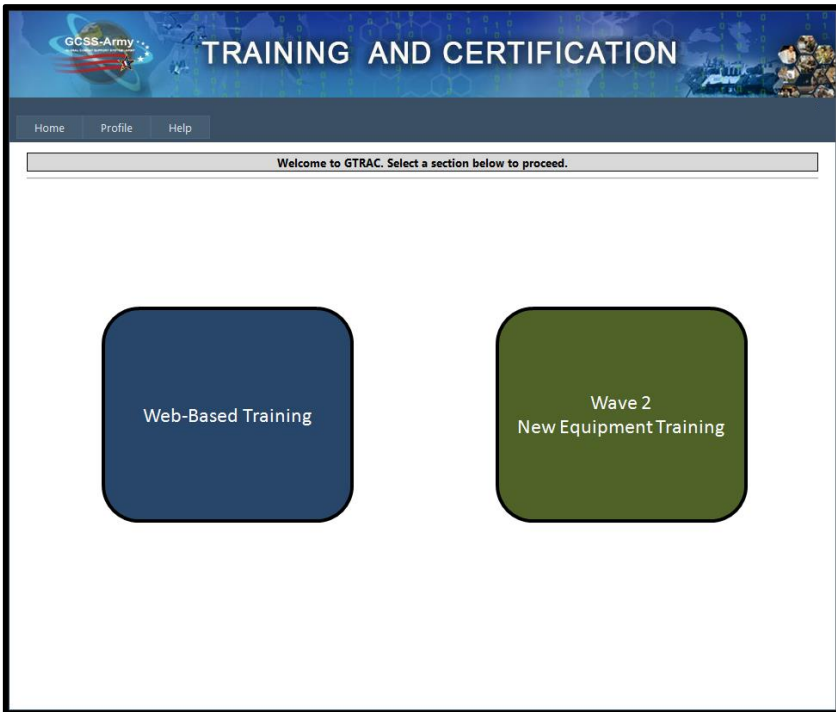 GCSS-Army
TRAINING AND CERTIFICATION
Home Profile Help
Welcome to GTRAC. Select a section below to proceed.
Web-Based Training
Wave 2
New Equipment Training